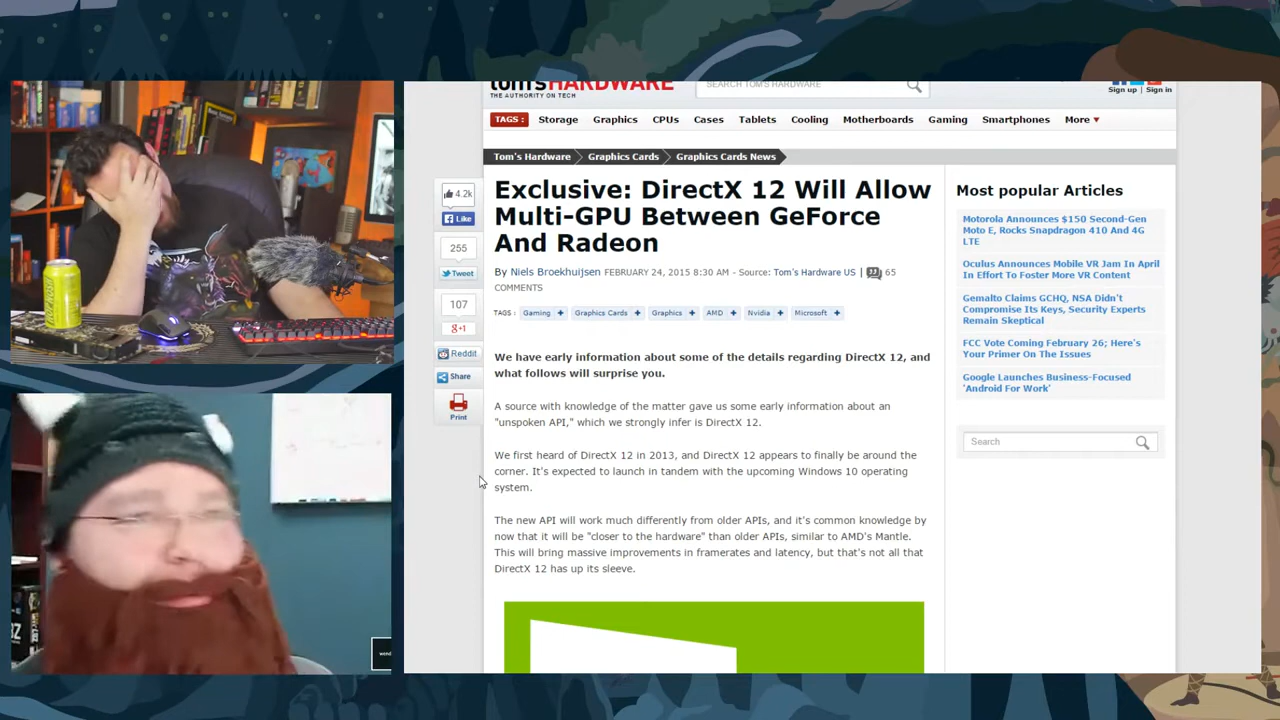 tom's HARDWARE
THE AUTHORITY ON TECH
SEARCH TOM'S HARDWARE
Sign up | Sign in
TAGS : Storage Graphics CPUs Cases Tablets Cooling Motherboards Gaming Smartphones More
Tom's Hardware Graphics Cards Graphics Cards News
4.2k
Like
255
Tweet
107
g+1
Reddit
Share
Print
Exclusive: DirectX 12 Will Allow
Multi-GPU Between GeForce
And Radeon
By Niels Broekhuijsen FEBRUARY 24, 2015 8:30 AM - Source: Tom's Hardware US | 65
COMMENTS
TAGS : Gaming + Graphics Cards + Graphics + AMD + Nvidia + Microsoft +
We have early information about some of the details regarding DirectX 12, and
what follows will surprise you.
A source with knowledge of the matter gave us some early information about an
"unspoken API," which we strongly infer is DirectX 12.
We first heard of DirectX 12 in 2013, and DirectX 12 appears to finally be around the
corner. It's expected to launch in tandem with the upcoming Windows 10 operating
system.
The new API will work much differently from older APIs, and it's common knowledge by
now that it will be "closer to the hardware" than older APIs, similar to AMD's Mantle.
This will bring massive improvements in framerates and latency, but that's not all that
DirectX 12 has up its sleeve.
Most popular Articles
Motorola Announces $150 Second-Gen
Moto E, Rocks Snapdragon 410 And 4G
LTE
Oculus Announces Mobile VR Jam In April
In Effort To Foster More VR Content
Gemalto Claims GCHQ, NSA Didn't
Compromise Its Keys, Security Experts
Remain Skeptical
FCC Vote Coming February 26; Here's
Your Primer On The Issues
Google Launches Business-Focused
'Android For Work'
Search